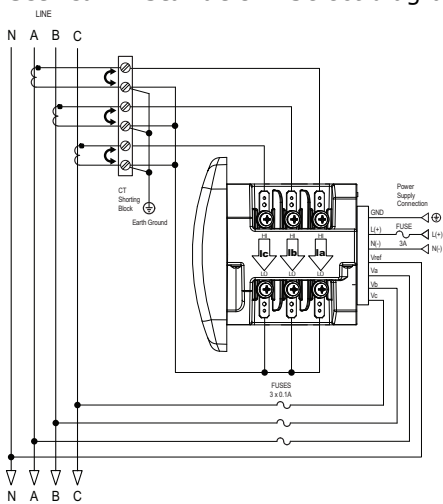 LINE
N A B C
CT
Shorting
Block
Earth Ground
Power
Supply
Connection
GND
L(+)
FUSE
L(+)
N(-)
3A
N(-)
Vref
Va
Vb
Vc
HI HI HI
Ic Ib Ia
LO LO LO
FUSES
3 x 0.1A
N A B C